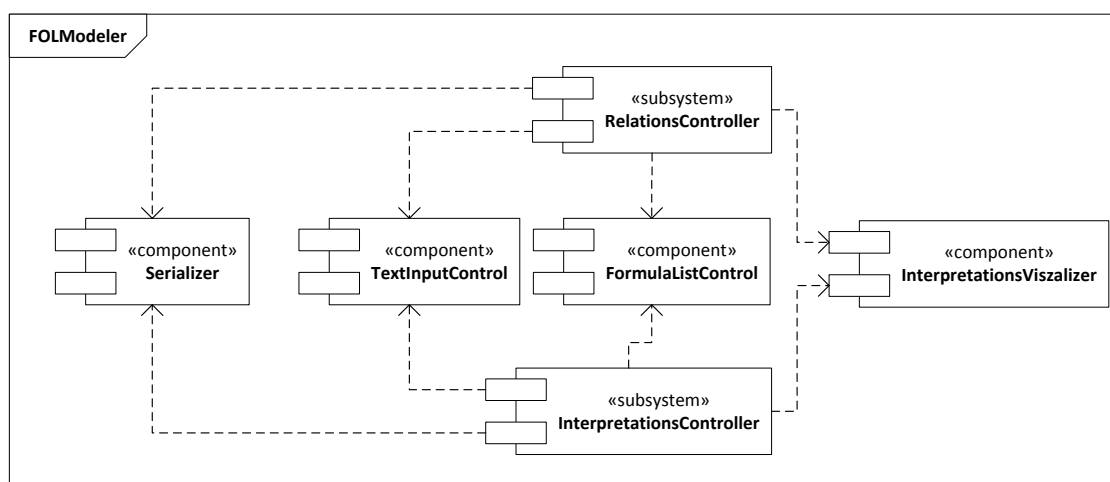 FOLModeler
«subsystem»
RelationsController
«component»
Serializer
«component»
TextInputControl
«component»
FormulaListControl
«component»
InterpretationsViszalizer
«subsystem»
InterpretationsController